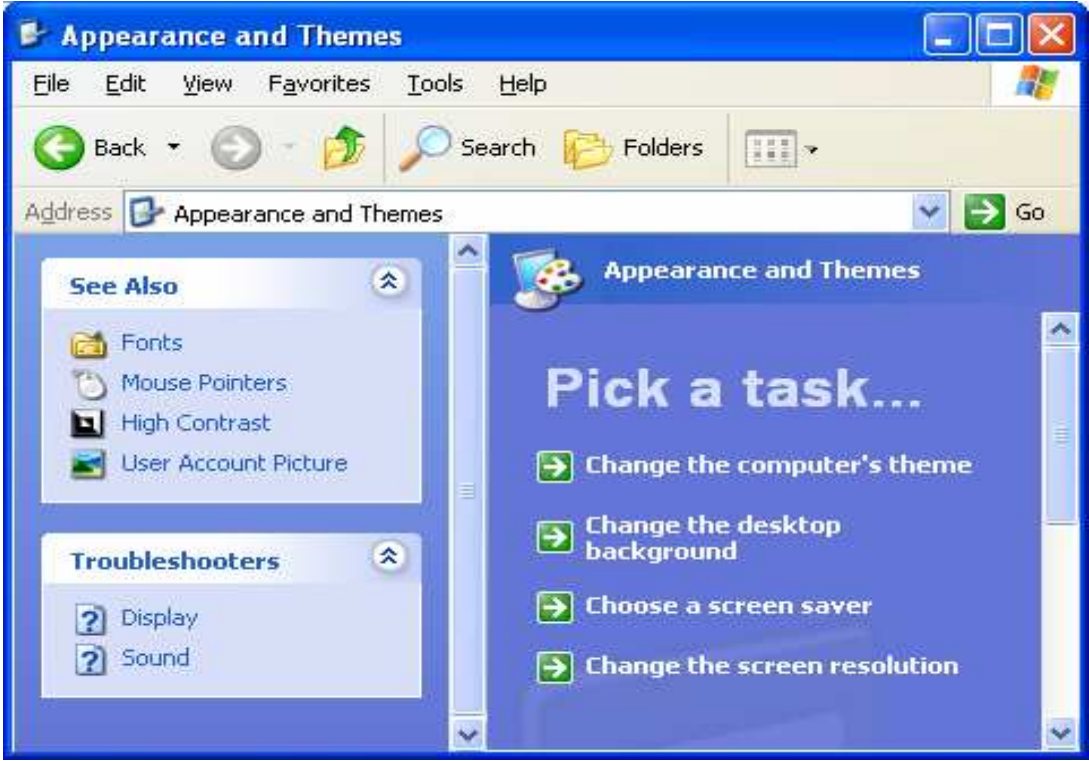 Appearance and Themes
File Edit View Favorites Tools Help
Back Search Folders
Address Appearance and Themes Go
See Also
Fonts
Mouse Pointers
High Contrast
User Account Picture
Troubleshooters
Display
Sound
Appearance and Themes
Pick a task...
Change the computer's theme
Change the desktop
background
Choose a screen saver
Change the screen resolution